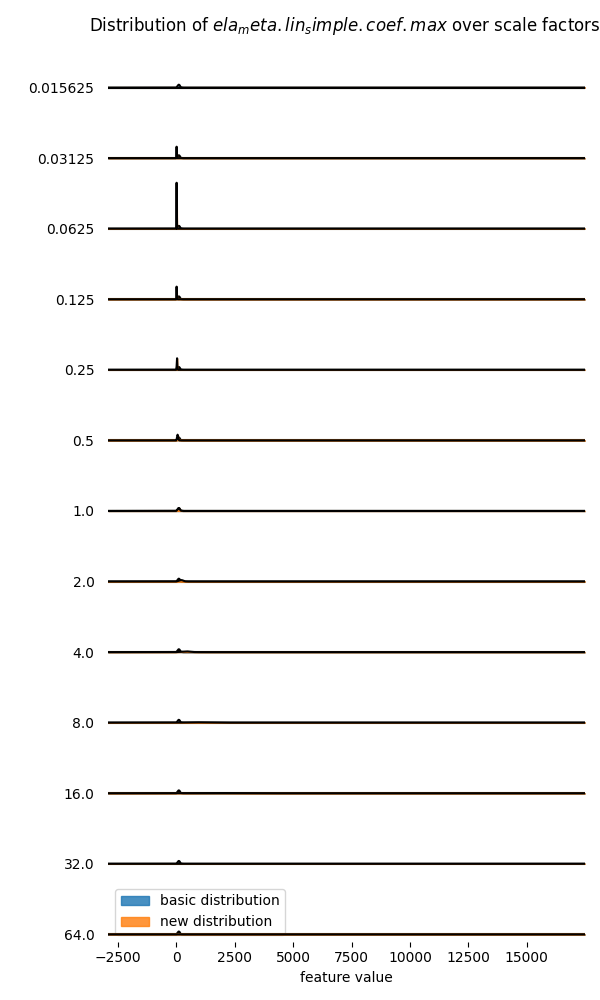 Distribution of elaₘeta.linₛimple.coef.max over scale factors
0.015625
0.03125
0.0625
0.125
0.25
0.5
1.0
2.0
4.0
8.0
16.0
32.0
basic distribution
new distribution
64.0
−2500 0 2500 5000 7500 10000 12500 15000
feature value